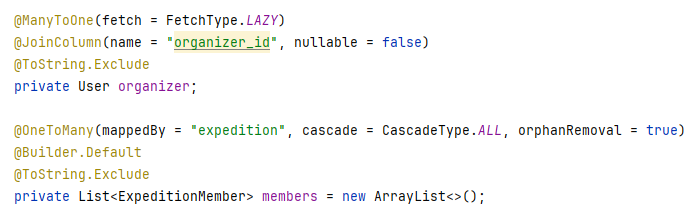 @ManyToOne(fetch = FetchType.LAZY)
@JoinColumn(name = "organizer_id", nullable = false)
@ToString.Exclude
private User organizer;
@OneToMany(mappedBy = "expedition", cascade = CascadeType.ALL, orphanRemoval = true)
@Builder.Default
@ToString.Exclude
private List<ExpeditionMember> members = new ArrayList<>();